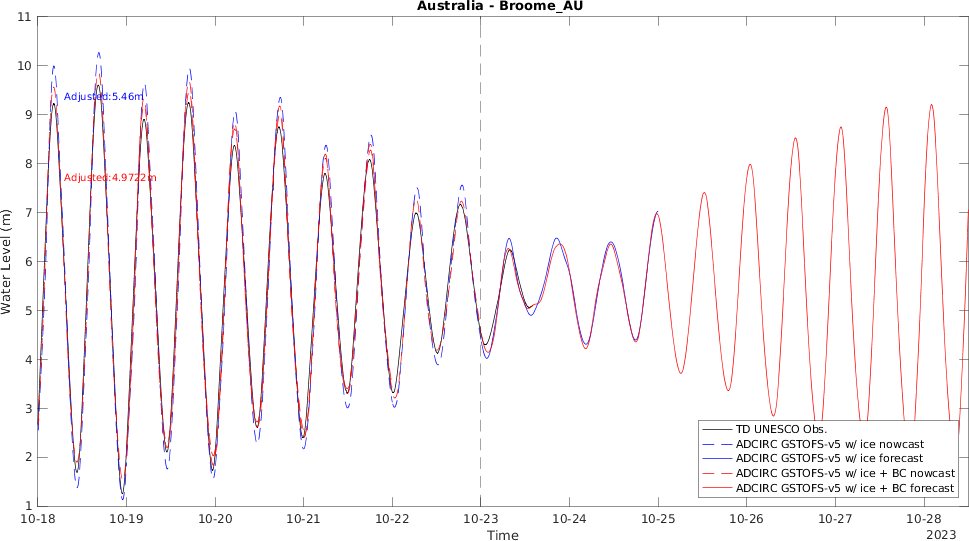 Australia - Broome_AU
11
10
9
8
7
6
5
4
3
2
1
Water Level (m)
Adjusted:5.46m
Adjusted:4.9722m
TD UNESCO Obs.
ADCIRC GSTOFS-v5 w/ ice nowcast
ADCIRC GSTOFS-v5 w/ ice forecast
ADCIRC GSTOFS-v5 w/ ice + BC nowcast
ADCIRC GSTOFS-v5 w/ ice + BC forecast
10-18 10-19 10-20 10-21 10-22 10-23 10-24 10-25 10-26 10-27 10-28
Time
2023